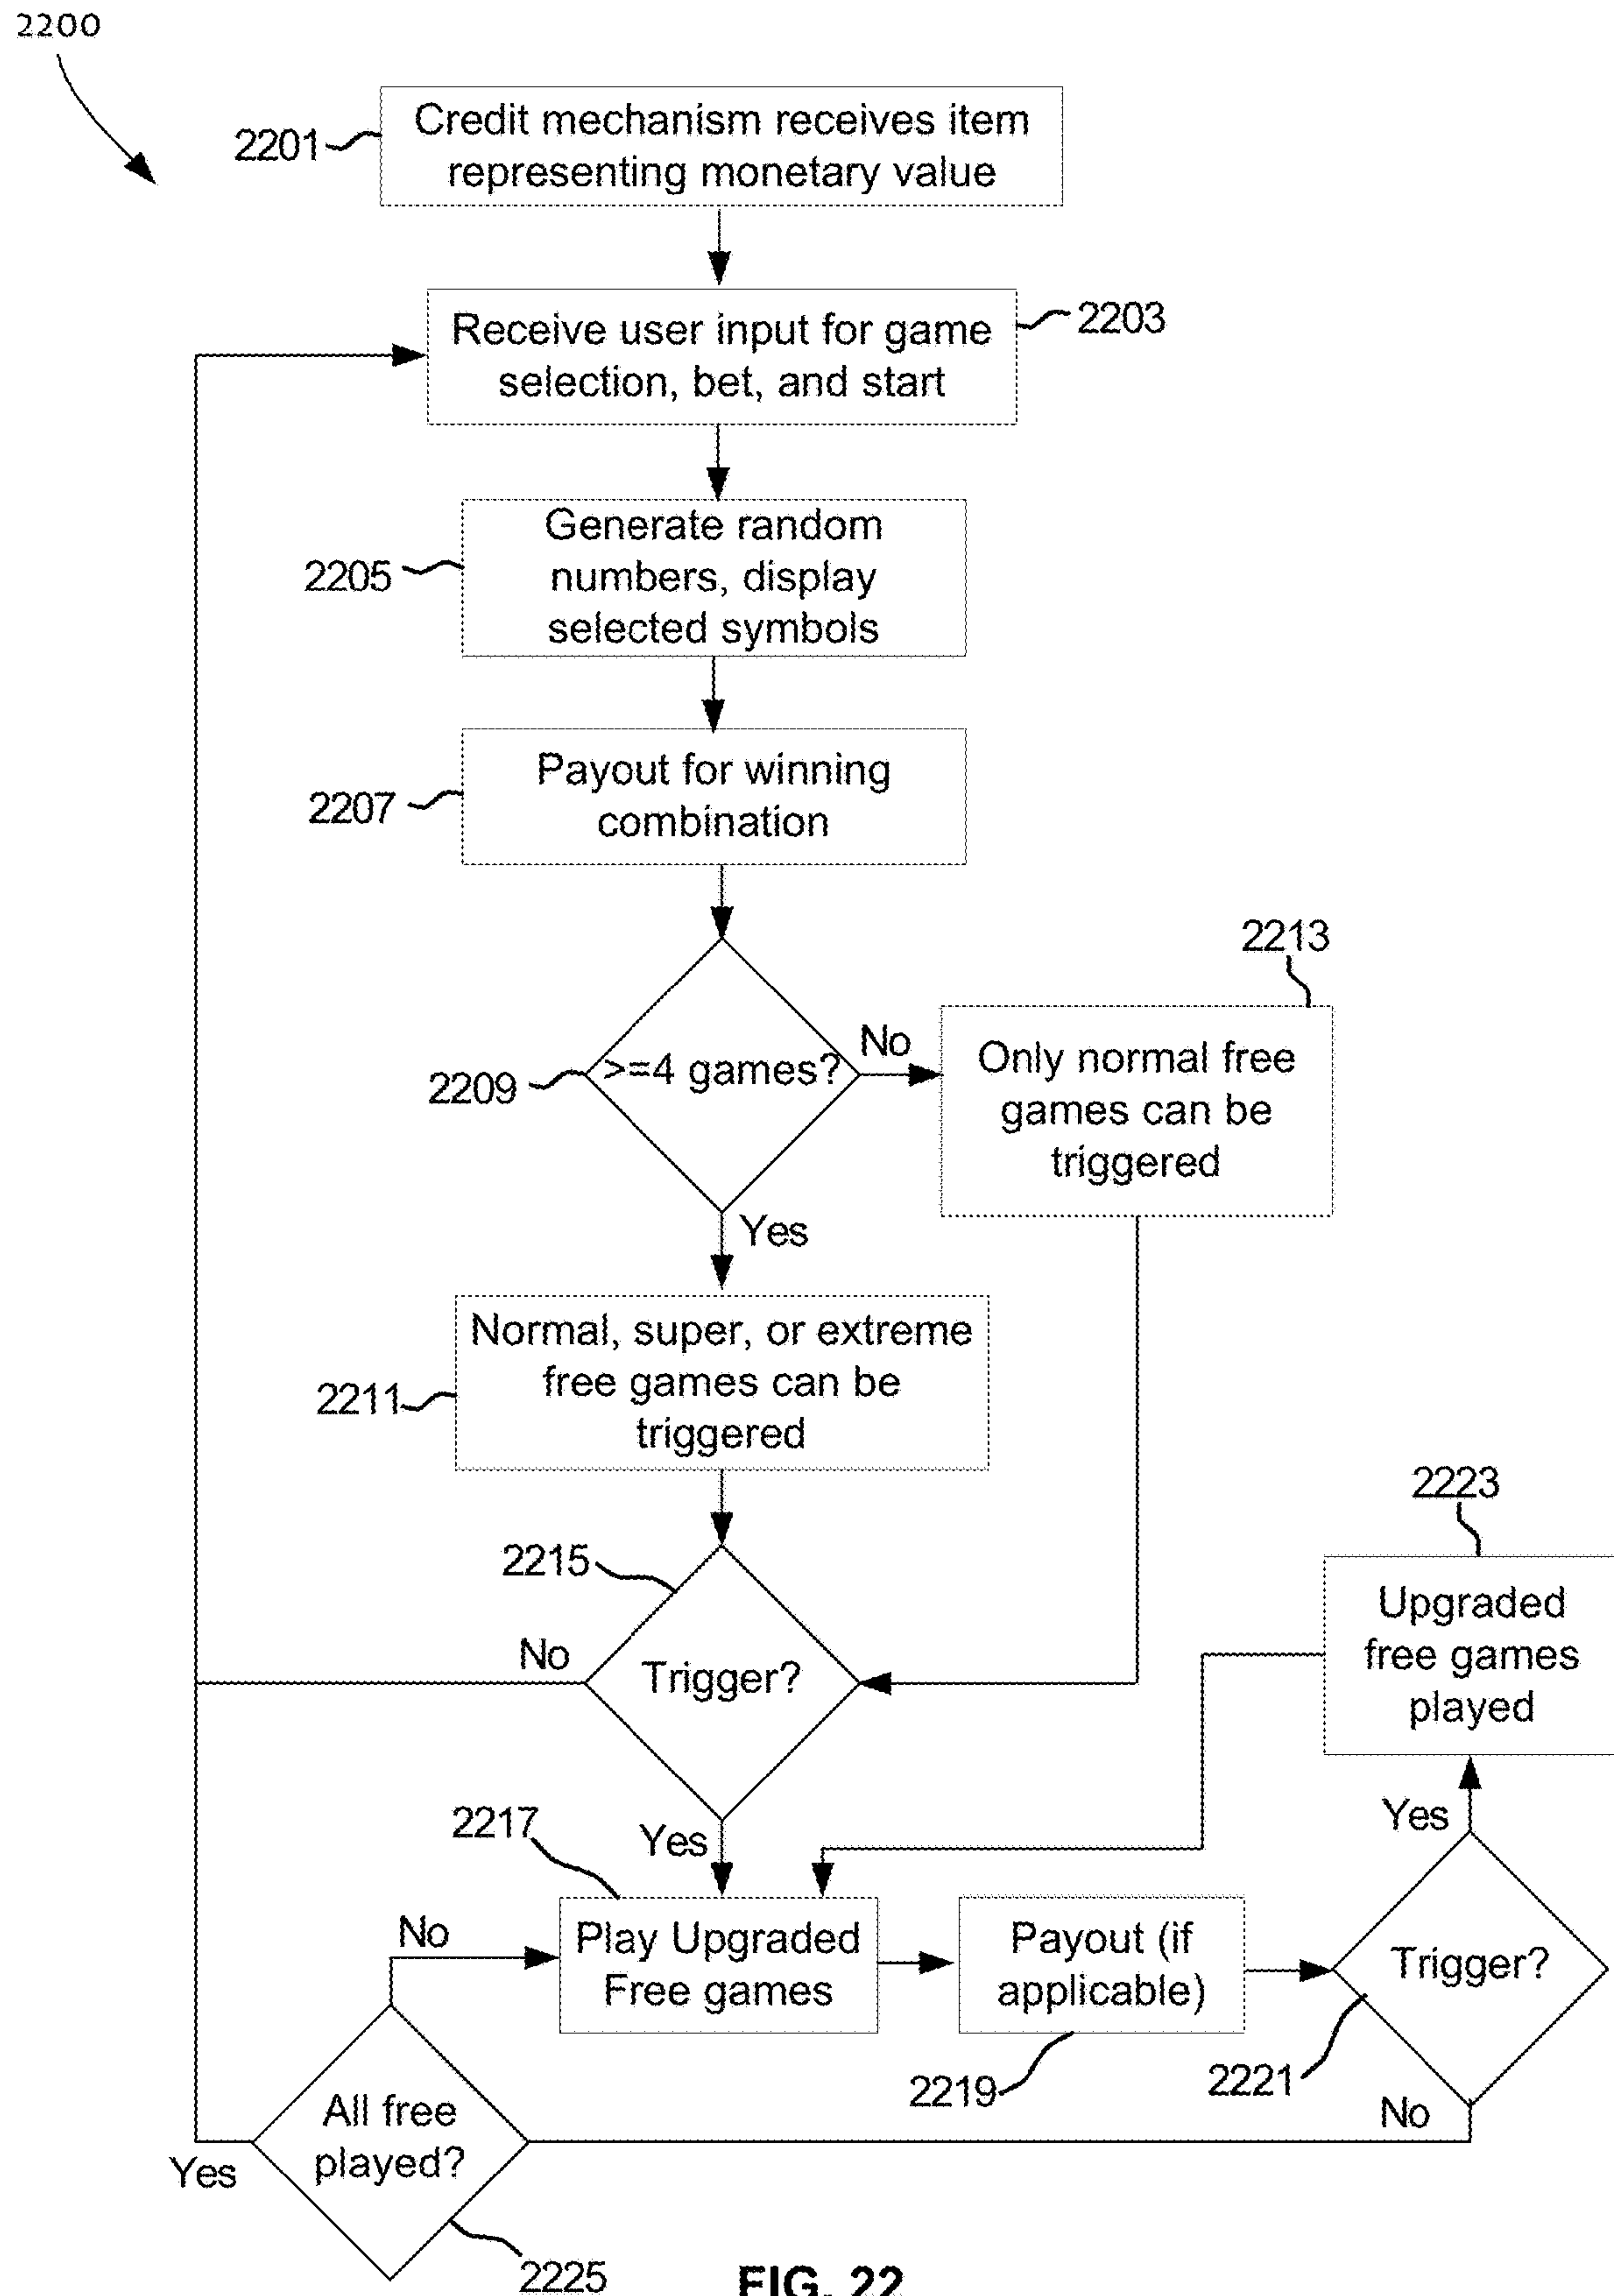 2200
2201
Credit mechanism receives item
representing monetary value
Receive user input for game
selection, bet, and start
2203
Generate random
numbers, display
selected symbols
2205
Payout for winning
combination
2207
2213
>=4 games?
No
2209
Only normal free
games can be
triggered
Yes
Normal, super, or extreme
free games can be
triggered
2211
2223
2215
No
Trigger?
Upgraded
free games
played
2217
Yes
Yes
No
Play Upgraded
Free games
Payout (if
applicable)
Trigger?
2219
2221
No
All free
played?
Yes
2225
FIG. 22